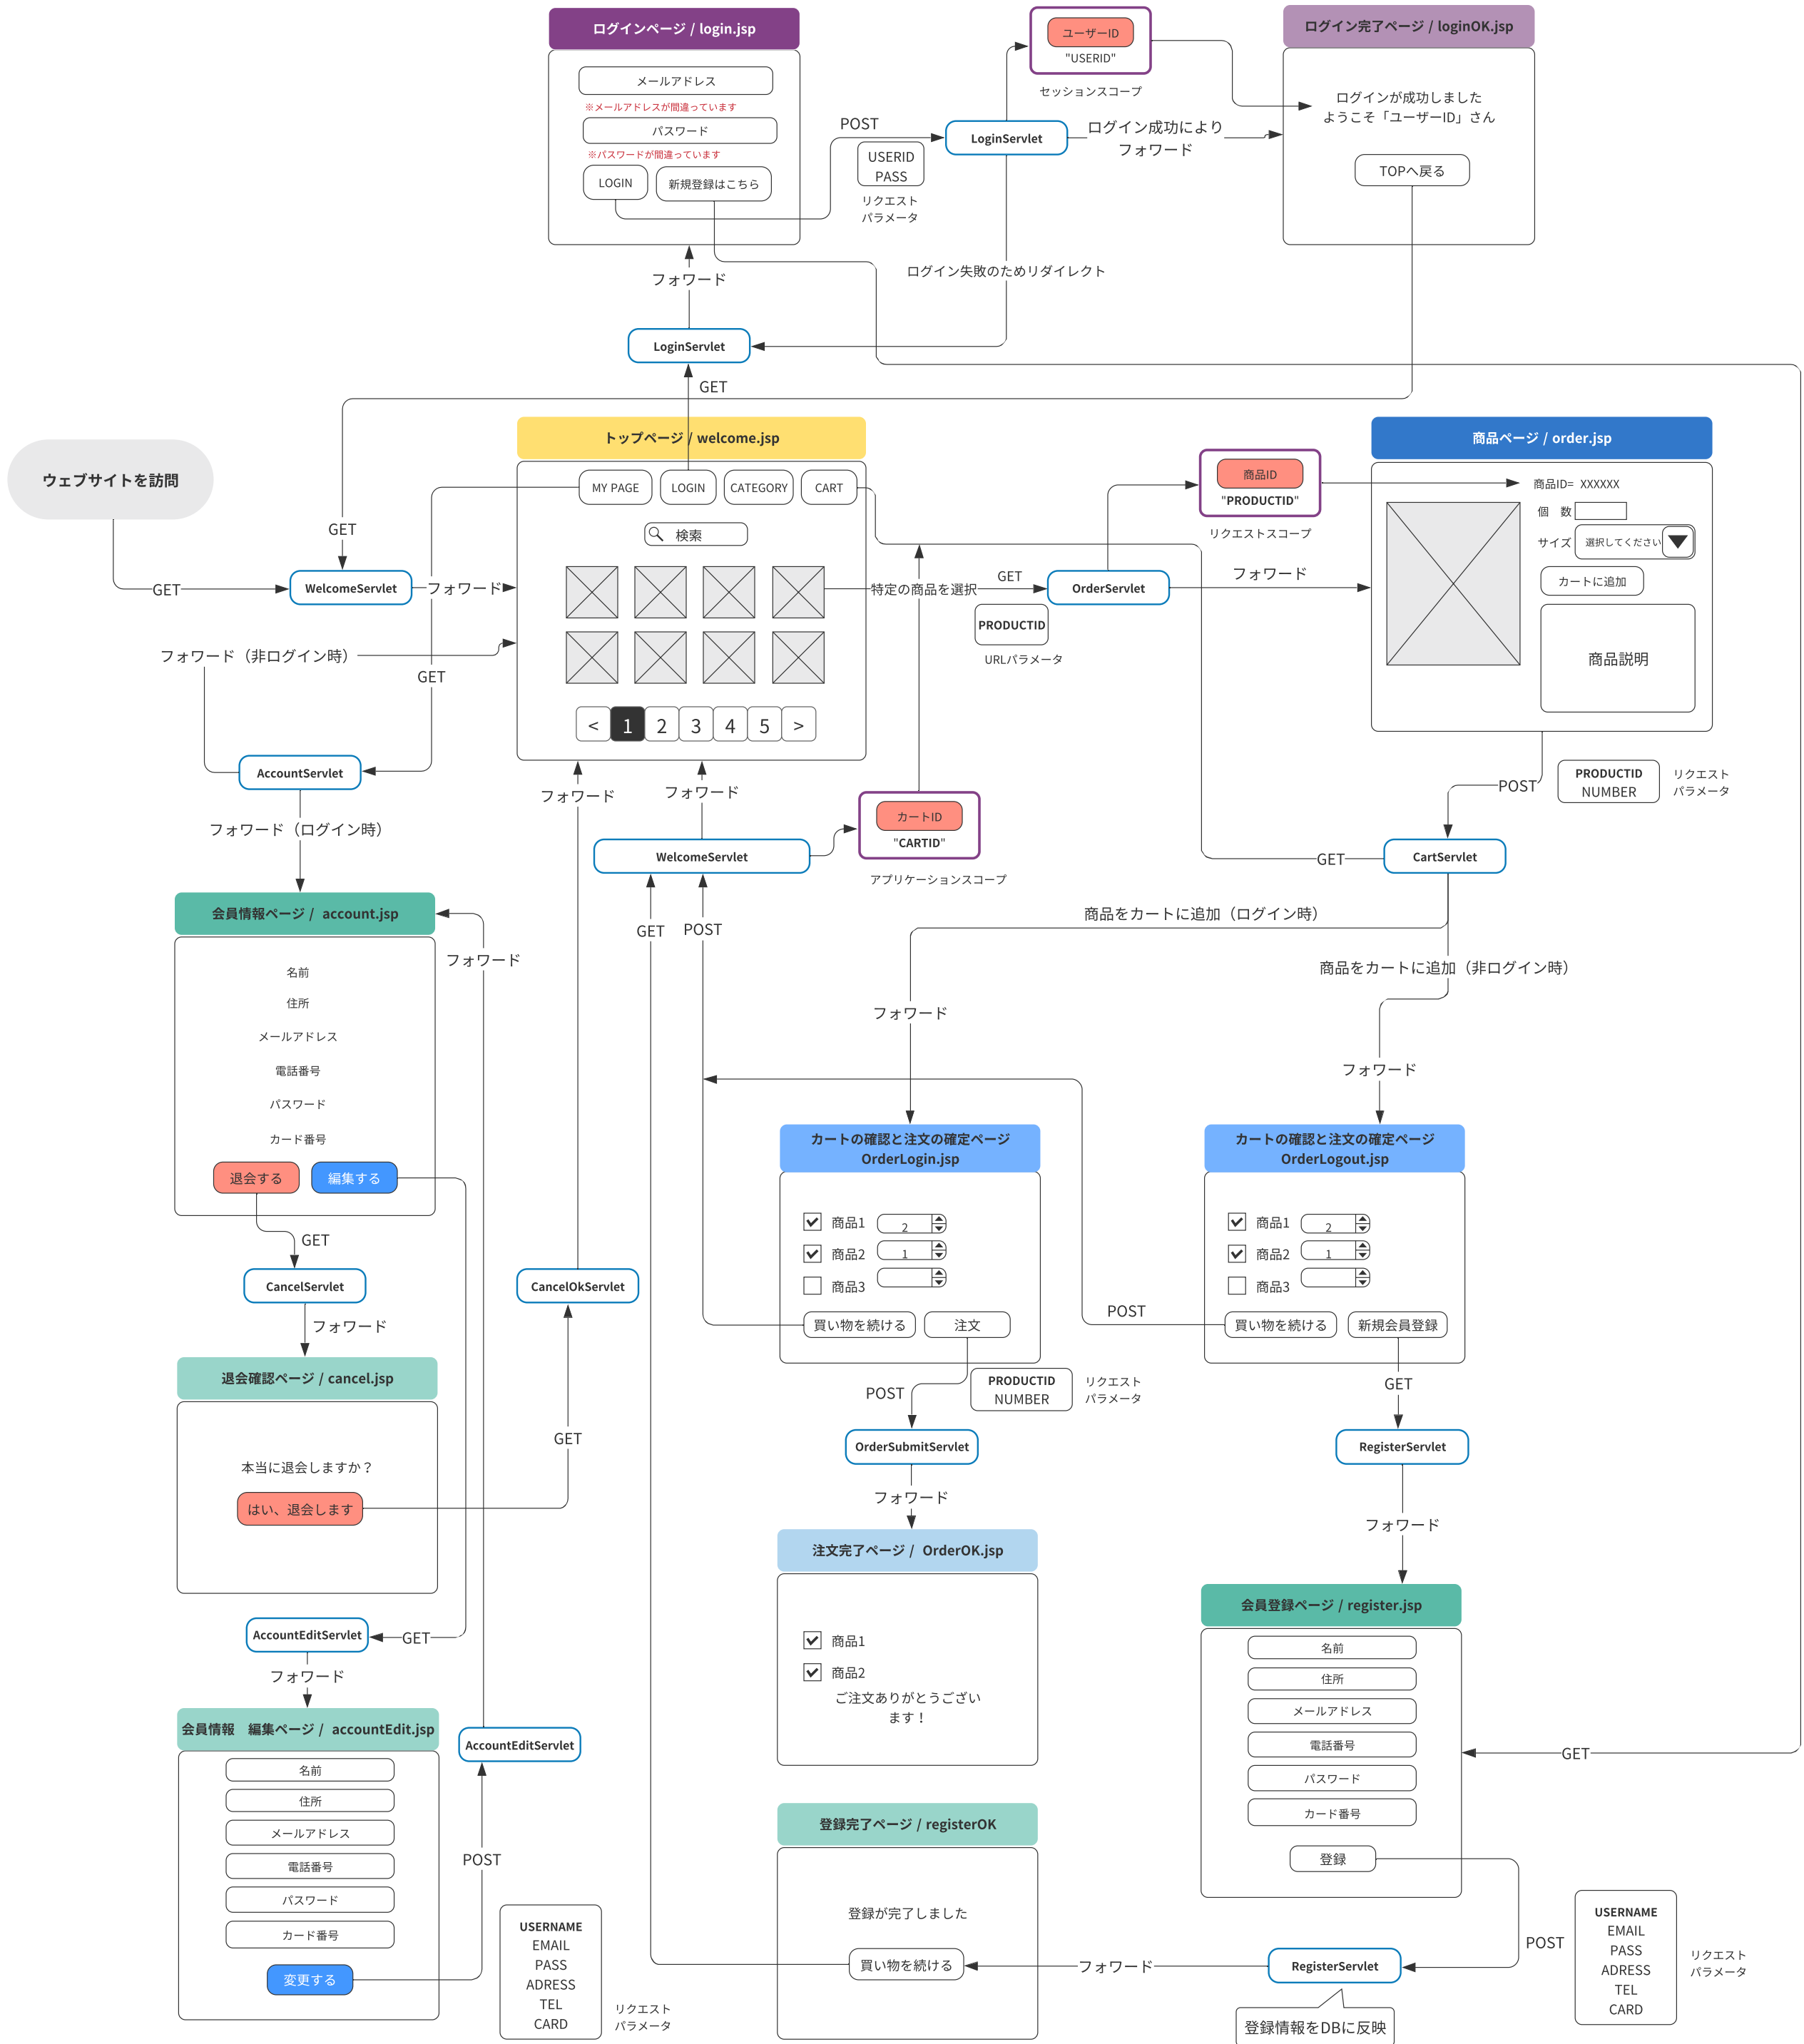 ログインページ / login.jsp
メールアドレス
※メールアドレスが間違っています
パスワード
※パスワードが間違っています
LOGIN
新規登録はこちら
POST
USERID
PASS
リクエスト
パラメータ
ユーザーID
"USERID"
セッションスコープ
LoginServlet
ログイン成功により
フォワード
ログイン完了ページ / loginOK.jsp
ログインが成功しました
ようこそ「ユーザーID」さん
TOPへ戻る
フォワード
ログイン失敗のためリダイレクト
LoginServlet
GET
ウェブサイトを訪問
GET
GET
WelcomeServlet
フォワード
トップページ / welcome.jsp
MY PAGE
LOGIN
CATEGORY
CART
検索
<
1
2
3
4
5
>
特定の商品を選択
GET
PRODUCTID
URLパラメータ
OrderServlet
商品ID
"PRODUCTID"
リクエストスコープ
フォワード
商品ページ / order.jsp
商品ID= XXXXXX
個　数
サイズ
選択してください
カートに追加
商品説明
フォワード（非ログイン時）
GET
AccountServlet
フォワード（ログイン時）
フォワード
フォワード
WelcomeServlet
カートID
"CARTID"
アプリケーションスコープ
POST
PRODUCTID
NUMBER
リクエスト
パラメータ
GET
CartServlet
商品をカートに追加（ログイン時）
商品をカートに追加（非ログイン時）
GET
POST
フォワード
フォワード
会員情報ページ / account.jsp
名前
住所
メールアドレス
電話番号
パスワード
カード番号
退会する
編集する
フォワード
GET
CancelServlet
フォワード
退会確認ページ / cancel.jsp
本当に退会しますか？
はい、退会します
CancelOkServlet
GET
カートの確認と注文の確定ページ
OrderLogin.jsp
商品1
2
商品2
1
商品3
買い物を続ける
注文
POST
カートの確認と注文の確定ページ
OrderLogout.jsp
商品1
2
商品2
1
商品3
買い物を続ける
新規会員登録
POST
PRODUCTID
NUMBER
リクエスト
パラメータ
GET
OrderSubmitServlet
RegisterServlet
フォワード
フォワード
注文完了ページ / OrderOK.jsp
商品1
商品2
ご注文ありがとうござい
ます！
会員登録ページ / register.jsp
名前
住所
メールアドレス
電話番号
パスワード
カード番号
登録
GET
AccountEditServlet
GET
フォワード
会員情報　編集ページ / accountEdit.jsp
名前
住所
メールアドレス
電話番号
パスワード
カード番号
変更する
AccountEditServlet
POST
USERNAME
EMAIL
PASS
ADRESS
TEL
CARD
リクエスト
パラメータ
登録完了ページ / registerOK
登録が完了しました
買い物を続ける
フォワード
RegisterServlet
登録情報をDBに反映
POST
USERNAME
EMAIL
PASS
ADRESS
TEL
CARD
リクエスト
パラメータ